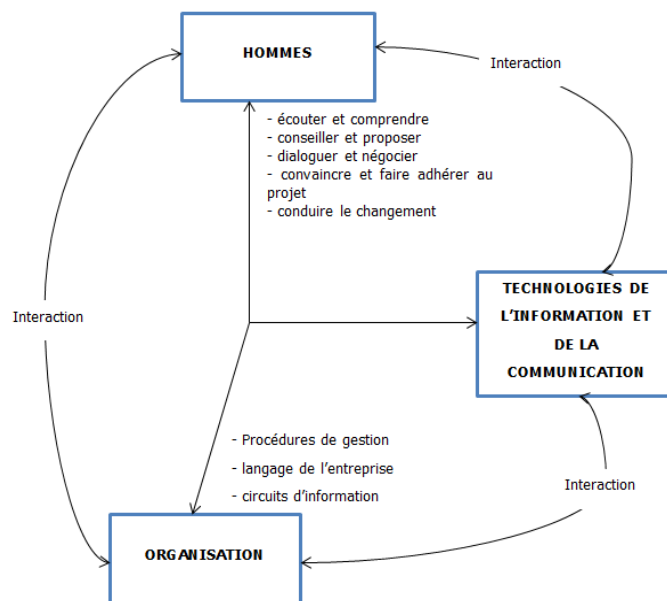 HOMMES
Interaction
- écouter et comprendre
- conseiller et proposer
- dialoguer et négocier
- convaincre et faire adhérer au
projet
- conduire le changement
TECHNOLOGIES DE
L’INFORMATION ET
DE LA
COMMUNICATION
Interaction
- Procédures de gestion
- langage de l’entreprise
- circuits d’information
Interaction
ORGANISATION